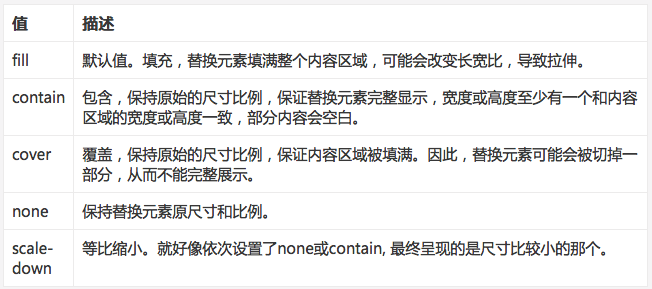 值 描述
fill 默认值。填充，替换元素填满整个内容区域，可能会改变长宽比，导致拉伸。
contain 包含，保持原始的尺寸比例，保证替换元素完整显示，宽度或高度至少有一个和内容
区域的宽度或高度一致，部分内容会空白。
cover 覆盖，保持原始的尺寸比例，保证内容区域被填满。因此，替换元素可能会被切掉一
部分，从而不能完整展示。
none 保持替换元素原尺寸和比例。
scale- 等比缩小。就好像依次设置了none或contain, 最终呈现的是尺寸比较小的那个。
down